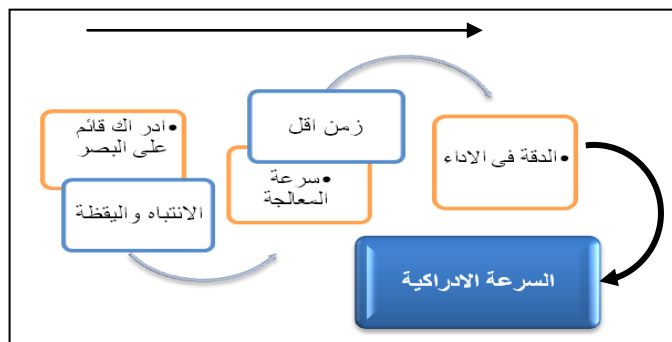 •ادراك قائم
على البصر
الانتباه واليقظة
زمن اقل
•سرعة
المعالجة
•الدقة فى الاداء
السرعة الادراكية